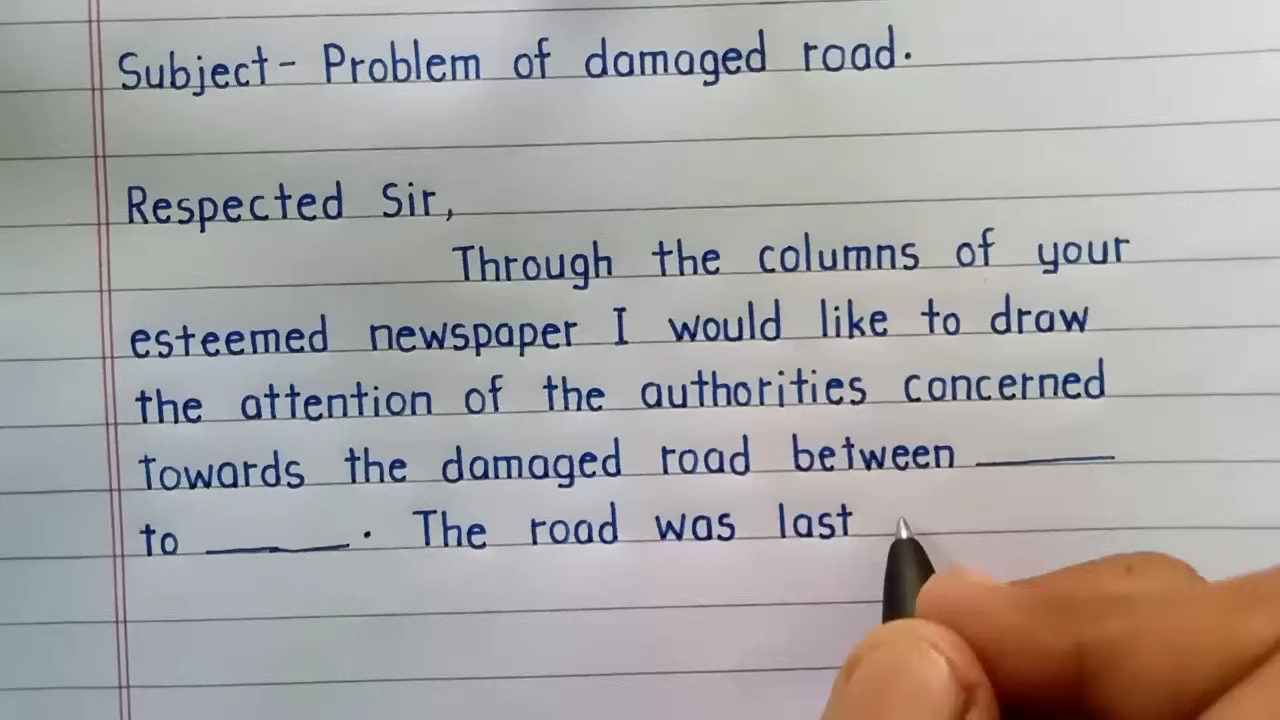 Subject- Problem of damaged road.
Respected Sir,
Through the columns of your
esteemed newspaper I would like to draw
the attention of the authorities concerned
towards the damaged road between ______
to ______. The road was last